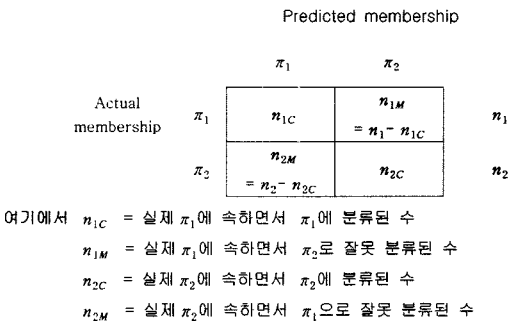 Predicted membership
π₁ π₂
Actual membership
π₁ n₁C n₁M = n₁ − n₁C n₁
π₂ n₂M = n₂ − n₂C n₂C n₂
여기에서 n₁C = 실제 π₁에 속하면서 π₁에 분류된 수
n₁M = 실제 π₁에 속하면서 π₂로 잘못 분류된 수
n₂C = 실제 π₂에 속하면서 π₂에 분류된 수
n₂M = 실제 π₂에 속하면서 π₁으로 잘못 분류된 수